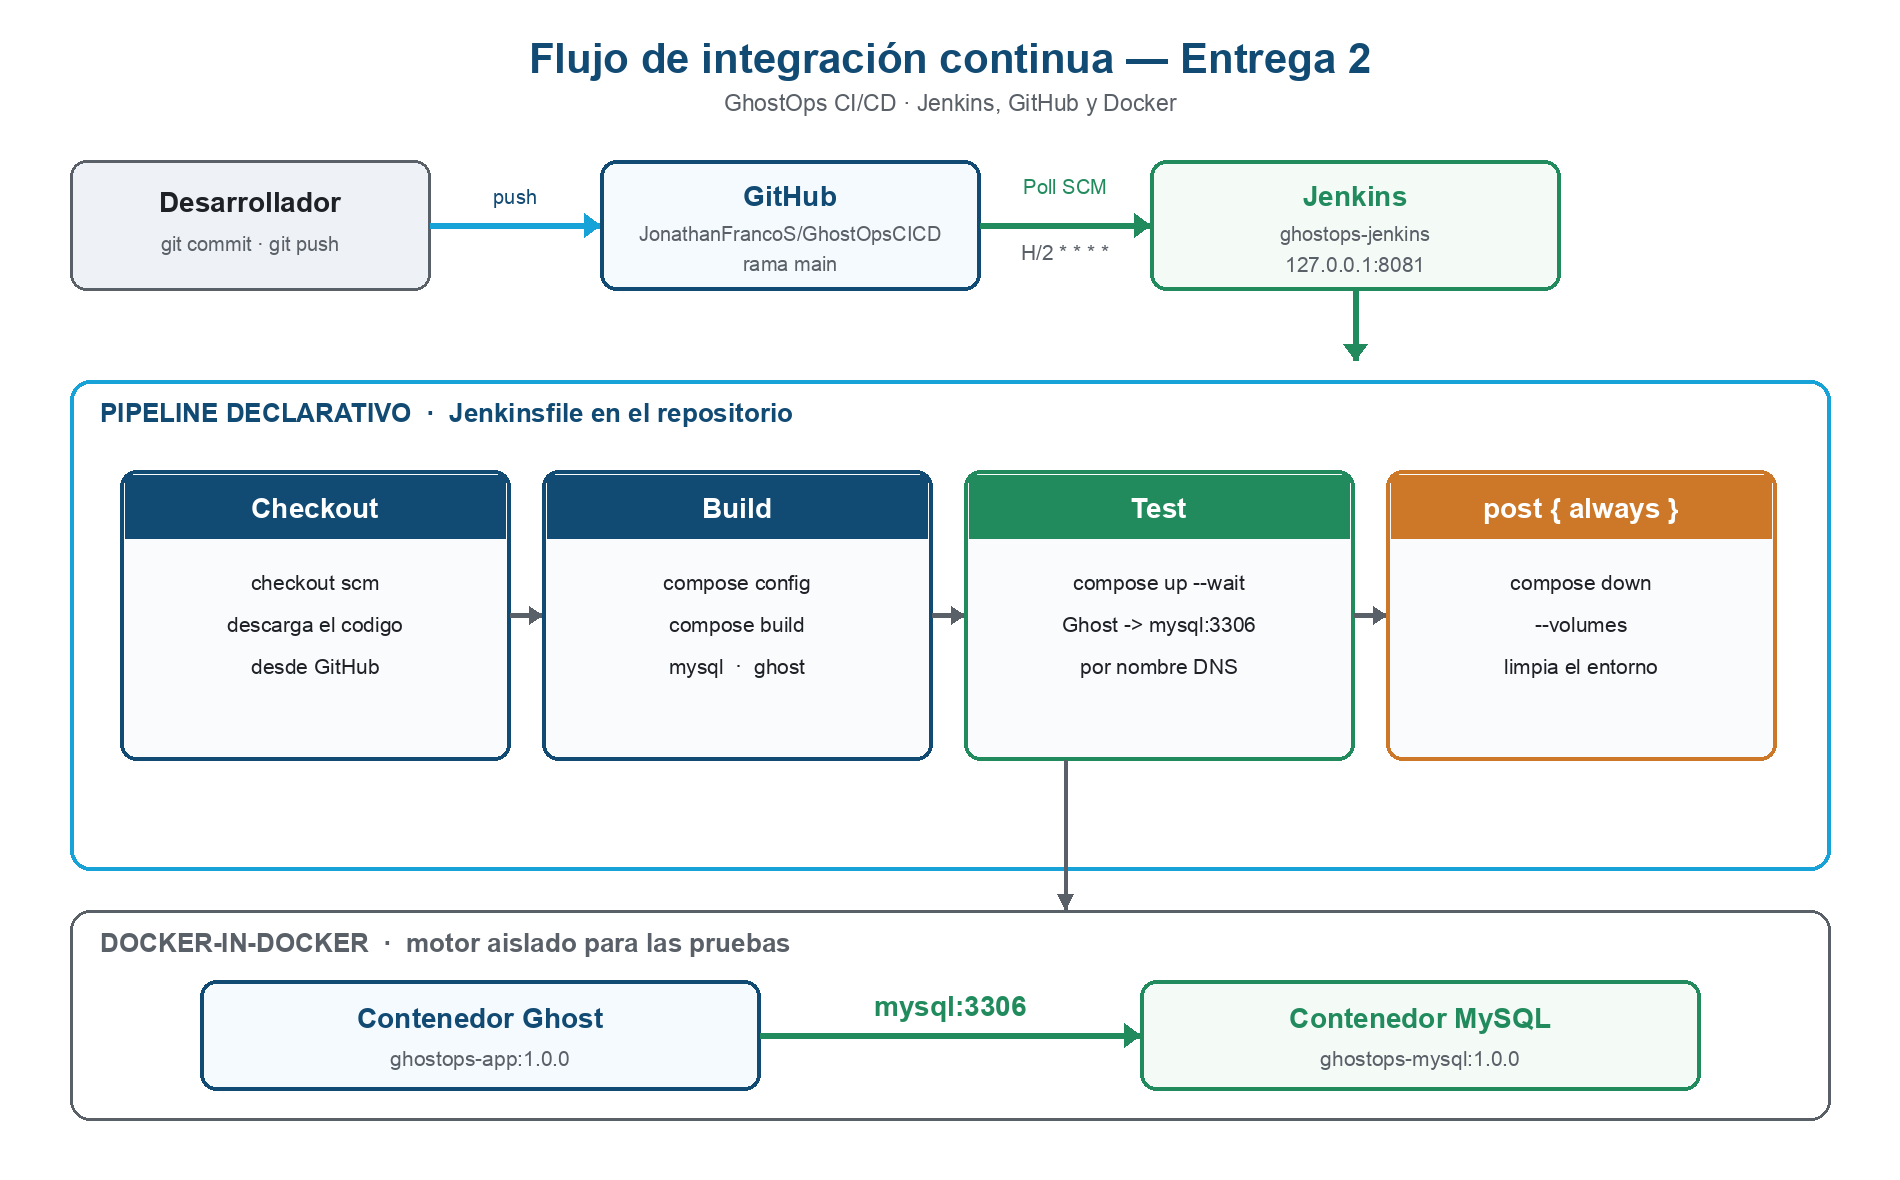 Flujo de integración continua — Entrega 2
GhostOps CI/CD · Jenkins, GitHub y Docker
Desarrollador
git commit · git push
push
GitHub
JonathanFrancoS/GhostOpsCICD
rama main
Poll SCM
H/2 * * * *
Jenkins
ghostops-jenkins
127.0.0.1:8081
PIPELINE DECLARATIVO · Jenkinsfile en el repositorio
Checkout
checkout scm
descarga el codigo
desde GitHub
Build
compose config
compose build
mysql · ghost
Test
compose up --wait
Ghost -> mysql:3306
por nombre DNS
post { always }
compose down
--volumes
limpia el entorno
DOCKER-IN-DOCKER · motor aislado para las pruebas
Contenedor Ghost
ghostops-app:1.0.0
mysql:3306
Contenedor MySQL
ghostops-mysql:1.0.0